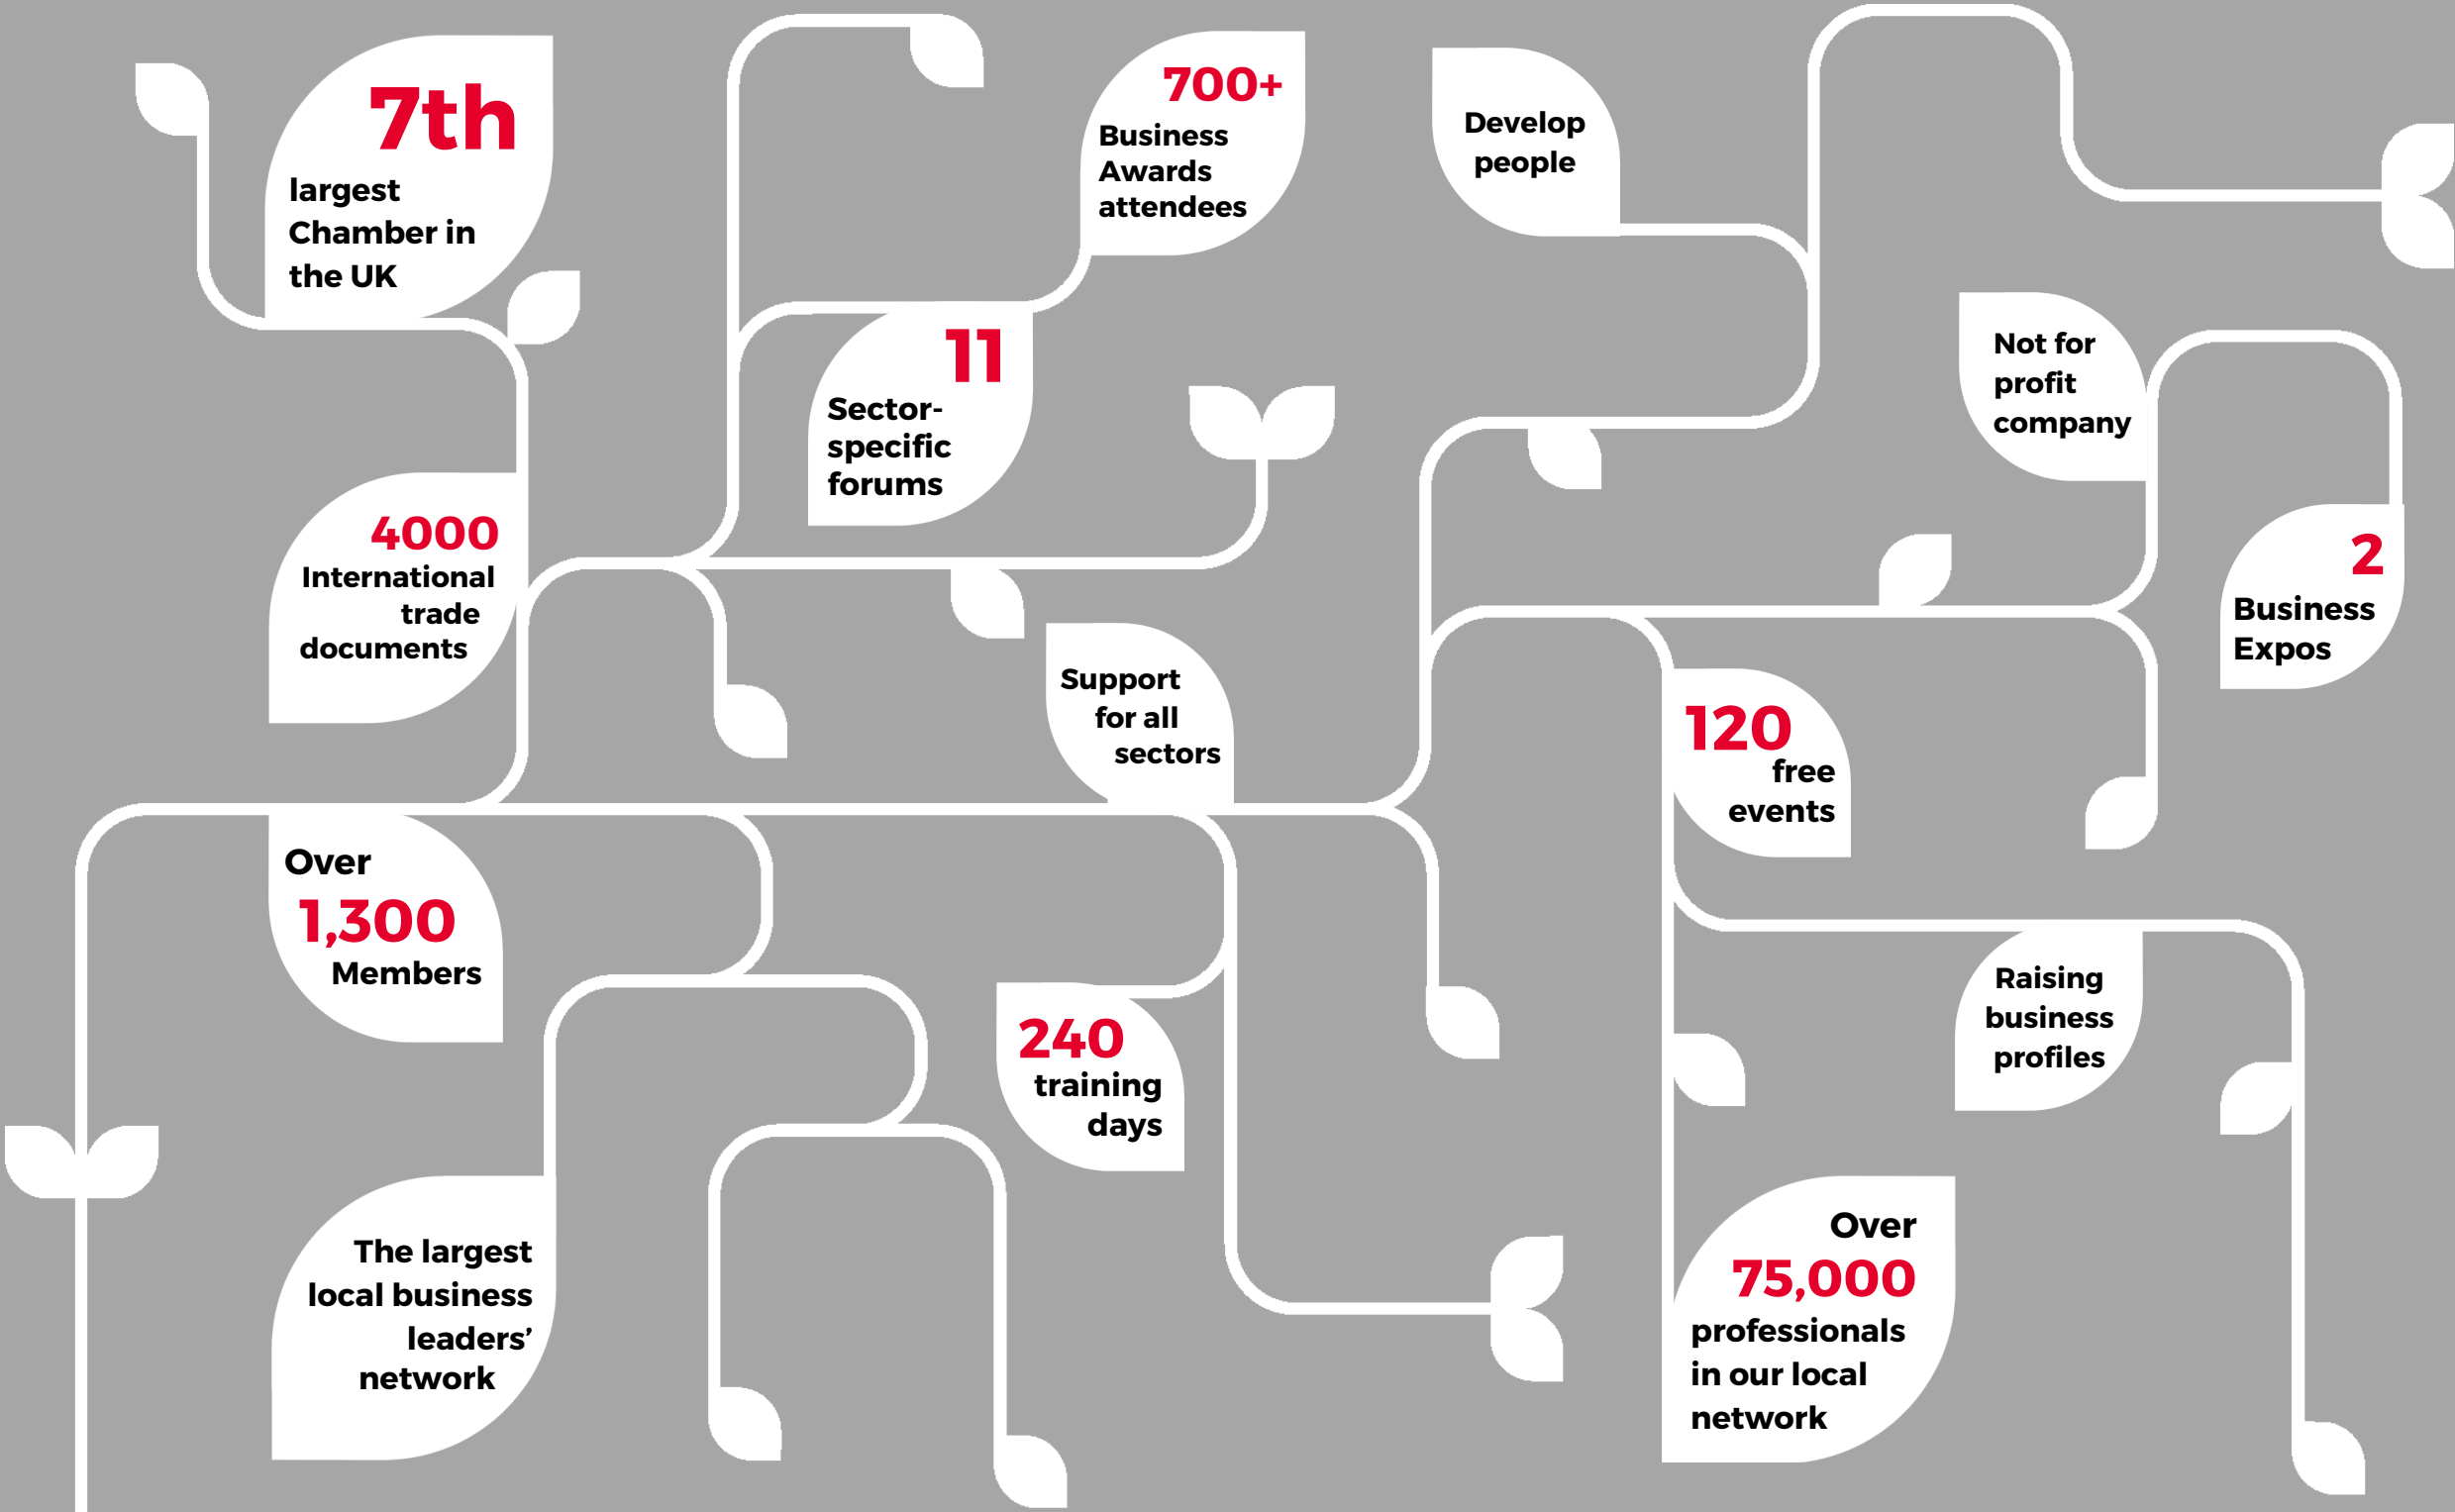 7th
largest
Chamber in
the UK
700+
Business
Awards
attendees
Develop
people
11
Sector-
specific
forums
Not for
profit
company
4000
International
trade
documents
2
Business
Expos
Support
for all
sectors
120
free
events
Over
1,300
Members
240
training
days
Raising
business
profiles
The largest
local business
leaders’
network
Over
75,000
professionals
in our local
network